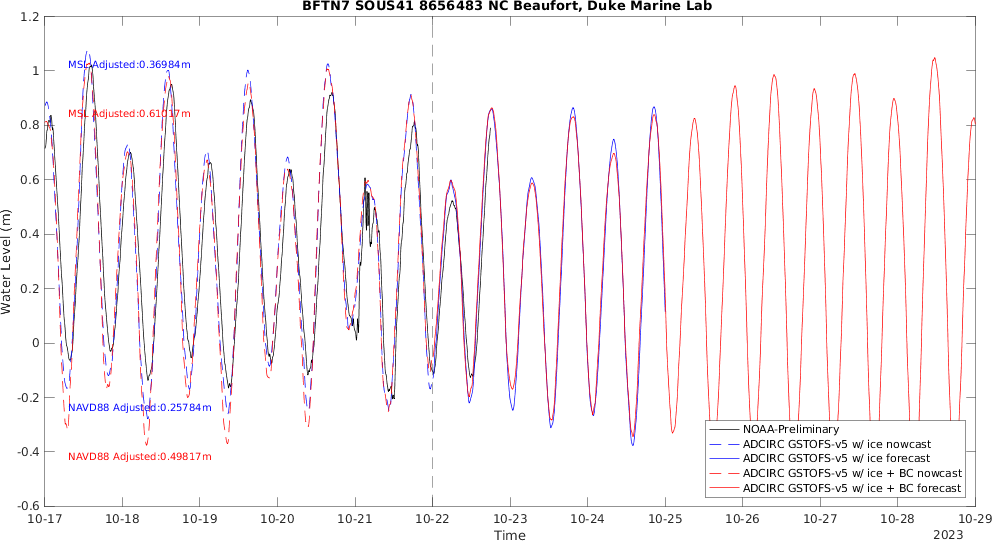 BFTN7 SOUS41 8656483 NC Beaufort, Duke Marine Lab
1.2
1
0.8
0.6
0.4
0.2
0
-0.2
-0.4
-0.6
Water Level (m)
MSL Adjusted:0.36984m
MSL Adjusted:0.61017m
NAVD88 Adjusted:0.25784m
NAVD88 Adjusted:0.49817m
NOAA-Preliminary
ADCIRC GSTOFS-v5 w/ ice nowcast
ADCIRC GSTOFS-v5 w/ ice forecast
ADCIRC GSTOFS-v5 w/ ice + BC nowcast
ADCIRC GSTOFS-v5 w/ ice + BC forecast
10-17 10-18 10-19 10-20 10-21 10-22 10-23 10-24 10-25 10-26 10-27 10-28 10-29
Time
2023